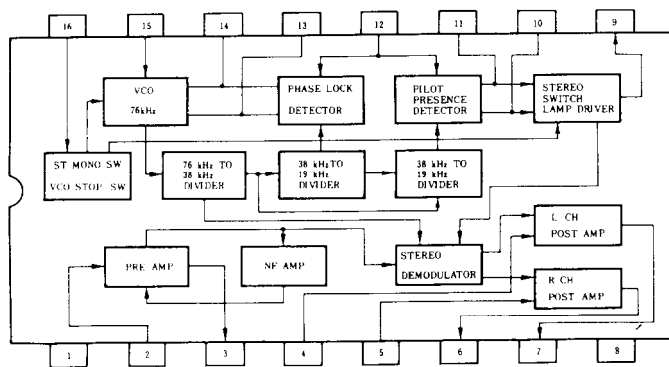 16 15 14 13 12 11 10 9
VCO
76kHz
PHASE LOCK
DETECTOR
PILOT
PRESENCE
DETECTOR
STEREO
SWITCH
LAMP DRIVER
ST MONO SW
VCO STOP SW
76 kHz TO
38 kHz
DIVIDER
38 kHz TO
19 kHz
DIVIDER
38 kHz TO
19 kHz
DIVIDER
PRE AMP
NF AMP
STEREO
DEMODULATOR
L CH
POST AMP
R CH
POST AMP
1 2 3 4 5 6 7 8